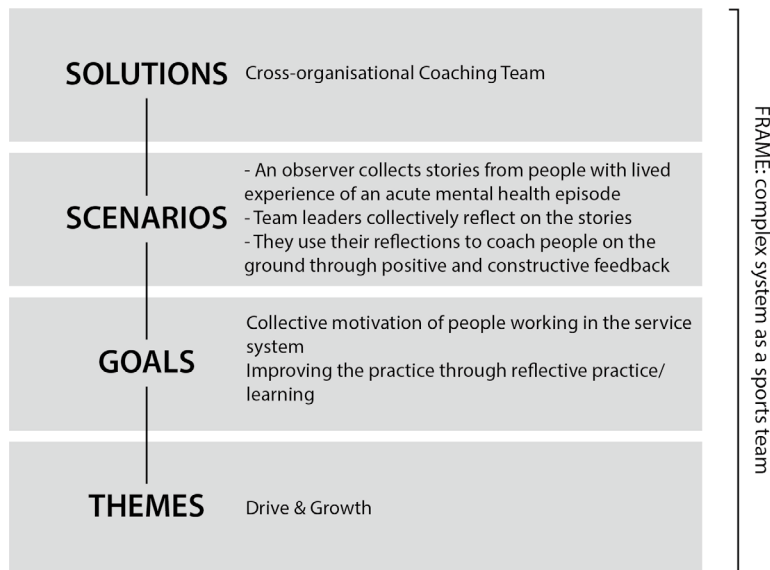 SOLUTIONS
Cross-organisational Coaching Team
SCENARIOS
- An observer collects stories from people with lived
experience of an acute mental health episode
- Team leaders collectively reflect on the stories
- They use their reflections to coach people on the
ground through positive and constructive feedback
GOALS
Collective motivation of people working in the service
system
Improving the practice through reflective practice/
learning
THEMES
Drive & Growth
FRAME: complex system as a sports team